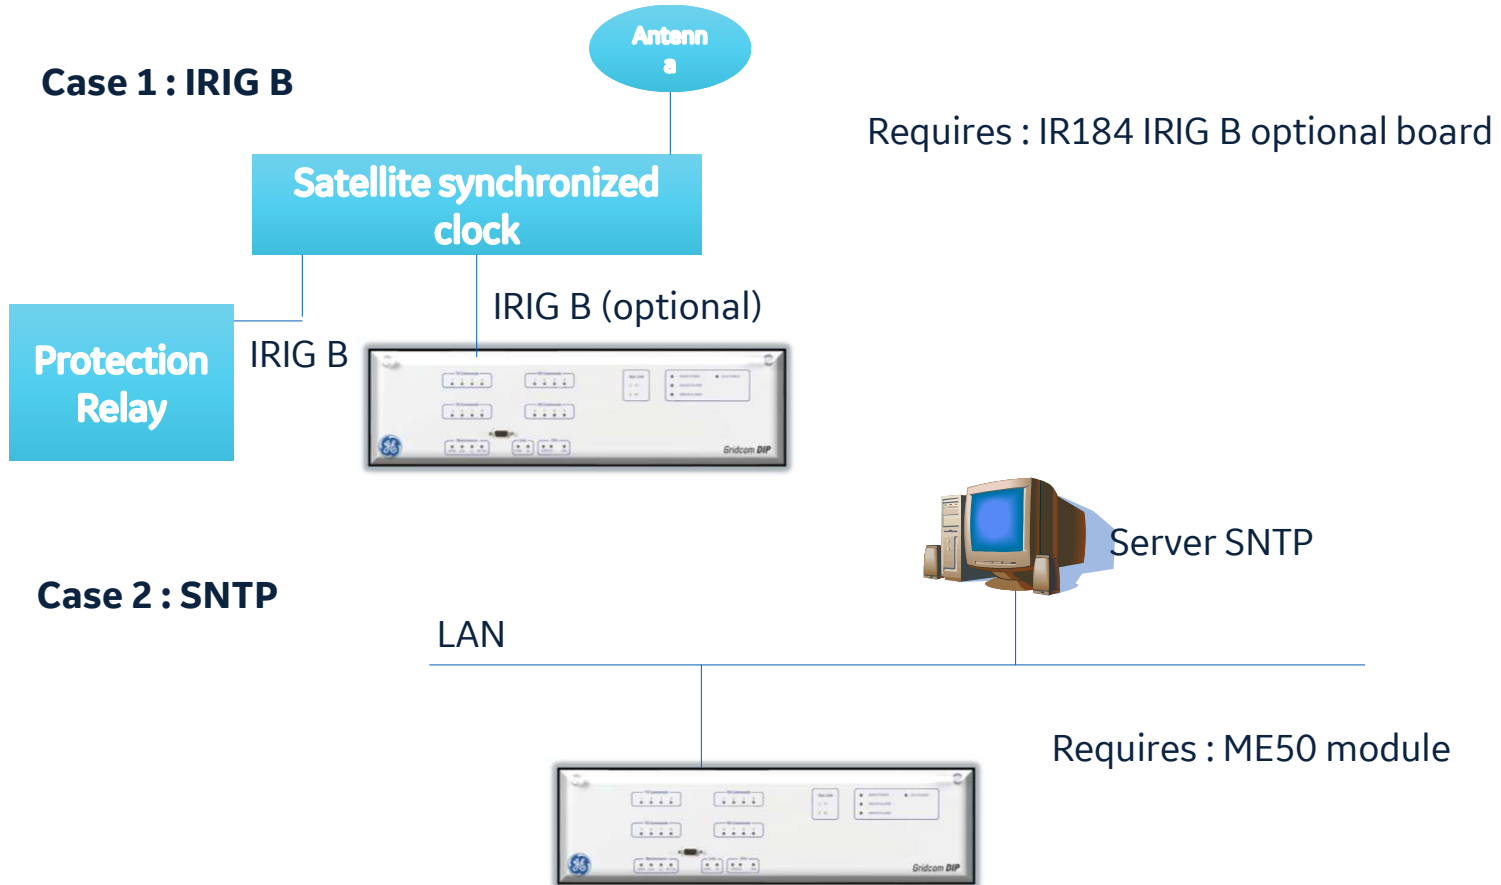 Antenn
a
Case 1 : IRIG B
Requires : IR184 IRIG B optional board
Satellite synchronized
clock
IRIG B (optional)
Protection
Relay
IRIG B
Gridcom DIP
Server SNTP
Case 2 : SNTP
LAN
Requires : ME50 module
Gridcom DIP